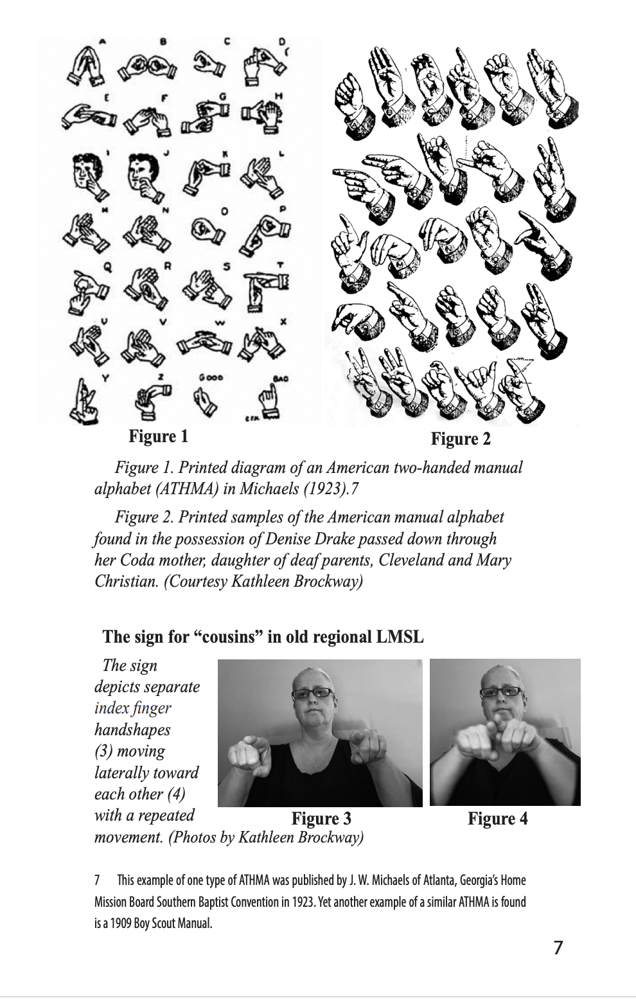 A B C D
E F G H
I J K L
M N O P
Q R S T
U V W X
Y Z GOOD BAD
Figure 1
Figure 2
Figure 1. Printed diagram of an American two-handed manual
alphabet (ATHMA) in Michaels (1923).7
Figure 2. Printed samples of the American manual alphabet
found in the possession of Denise Drake passed down through
her Coda mother, daughter of deaf parents, Cleveland and Mary
Christian. (Courtesy Kathleen Brockway)
The sign for “cousins” in old regional LMSL
The sign
depicts separate
index finger
handshapes
(3) moving
laterally toward
each other (4)
with a repeated
movement. (Photos by Kathleen Brockway)
Figure 3
Figure 4
7 This example of one type of ATHMA was published by J. W. Michaels of Atlanta, Georgia’s Home
Mission Board Southern Baptist Convention in 1923. Yet another example of a similar ATHMA is found
is a 1909 Boy Scout Manual.
7